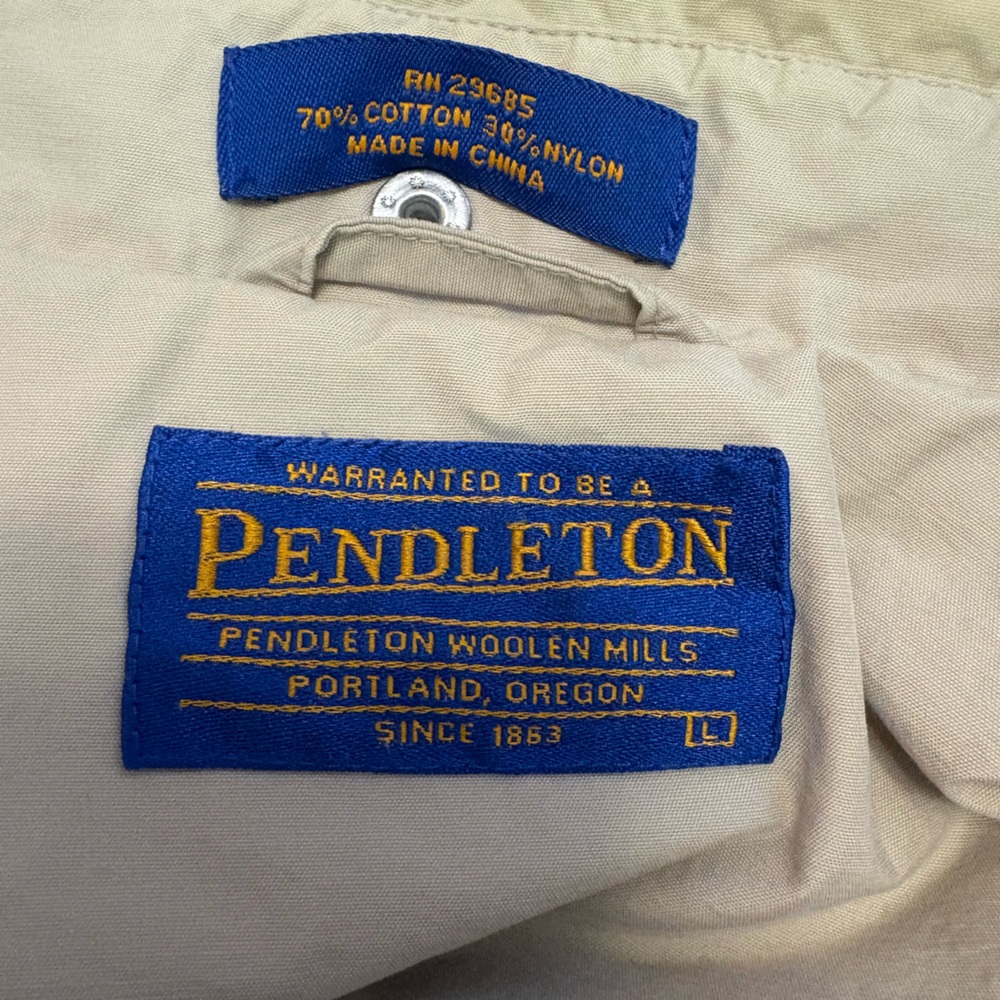 RN 29685
70% COTTON 30% NYLON
MADE IN CHINA
WARRANTED TO BE A
PENDLETON
PENDLETON WOOLEN MILLS
PORTLAND, OREGON
SINCE 1863
L